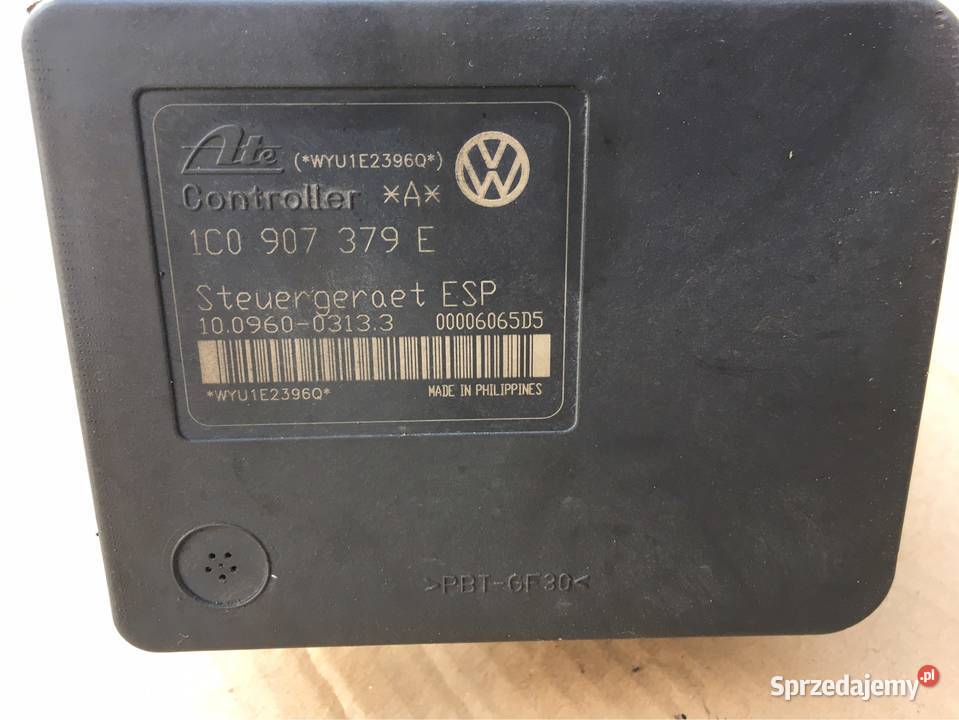 Ate (*WYU1E2396Q*)
Controller *A*
1C0 907 379 E
Steuergeraet ESP
10.0960-0313.3 00006065D5
*WYU1E2396Q* MADE IN PHILIPPINES
>PBT-GF30<
Sprzedajemy.pl